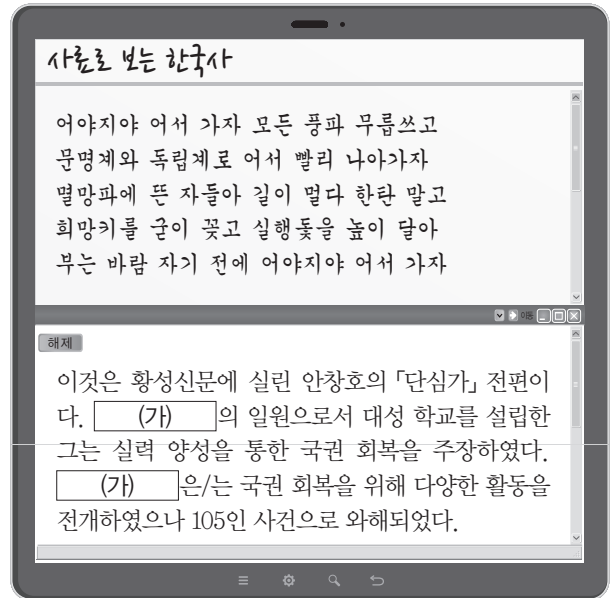 사료로 보는 한국사
어야지야 어서 가자 모든 풍파 무릅쓰고
문명계와 독립계로 어서 빨리 나아가자
멸망파에 뜬 자들아 길이 멀다 한탄 말고
희망키를 굳이 꽂고 실행돛을 높이 달아
부는 바람 자기 전에 어야지야 어서 가자
이동
해제
이것은 황성신문에 실린 안창호의 「단심가」 전편이
다. (가) 의 일원으로서 대성 학교를 설립한
그는 실력 양성을 통한 국권 회복을 주장하였다.
(가) 은/는 국권 회복을 위해 다양한 활동을
전개하였으나 105인 사건으로 와해되었다.